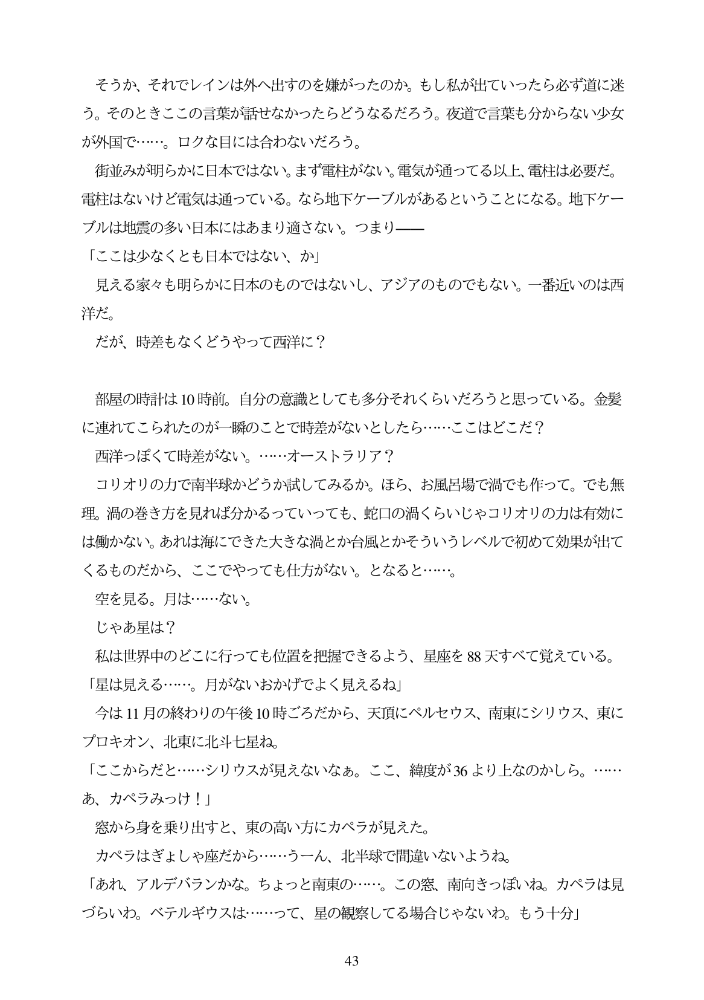 そうか、それでレインは外へ出すのを嫌がったのか。もし私が出ていったら必ず道に迷
う。そのときここの言葉が話せなかったらどうなるだろう。夜道で言葉も分からない少女
が外国で……。ロクな目には合わないだろう。
街並みが明らかに日本ではない。まず電柱がない。電気が通ってる以上、電柱は必要だ。
電柱はないけど電気は通っている。なら地下ケーブルがあるということになる。地下ケー
ブルは地震の多い日本にはあまり適さない。つまり――
「ここは少なくとも日本ではない、か」
見える家々も明らかに日本のものではないし、アジアのものでもない。一番近いのは西
洋だ。
だが、時差もなくどうやって西洋に？
部屋の時計は 10 時前。自分の意識としても多分それくらいだろうと思っている。金髪
に連れてこられたのが一瞬のことで時差がないとしたら……ここはどこだ？
西洋っぽくて時差がない。……オーストラリア？
コリオリの力で南半球かどうか試してみるか。ほら、お風呂場で渦でも作って。でも無
理。渦の巻き方を見れば分かるっていっても、蛇口の渦くらいじゃコリオリの力は有効に
は働かない。あれは海にできた大きな渦とか台風とかそういうレベルで初めて効果が出て
くるものだから、ここでやっても仕方がない。となると……。
空を見る。月は……ない。
じゃあ星は？
私は世界中のどこに行っても位置を把握できるよう、星座を 88 天すべて覚えている。
「星は見える……。月がないおかげでよく見えるね」
今は 11 月の終わりの午後 10 時ごろだから、天頂にペルセウス、南東にシリウス、東に
プロキオン、北東に北斗七星ね。
「ここからだと……シリウスが見えないなぁ。ここ、緯度が 36 より上なのかしら。……
あ、カペラみっけ！」
窓から身を乗り出すと、東の高い方にカペラが見えた。
カペラはぎょしゃ座だから……うーん、北半球で間違いないようね。
「あれ、アルデバランかな。ちょっと南東の……。この窓、南向きっぽいね。カペラは見
づらいわ。ベテルギウスは……って、星の観察してる場合じゃないわ。もう十分」
43